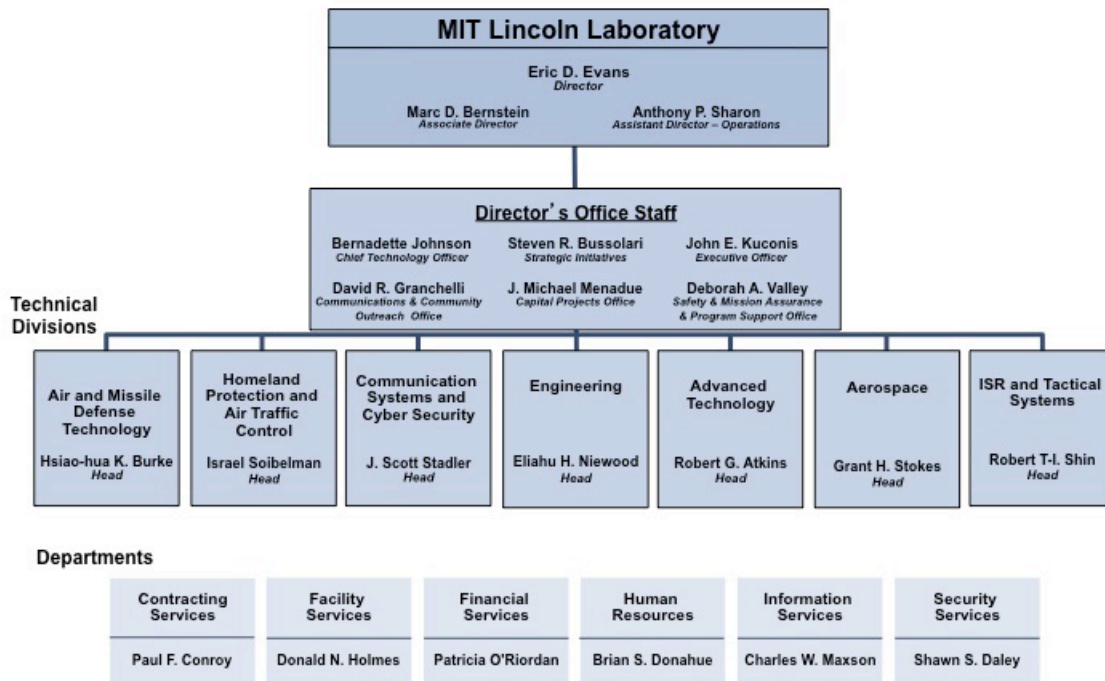 MIT Lincoln Laboratory
Eric D. Evans
Director
Marc D. Bernstein
Associate Director
Anthony P. Sharon
Assistant Director – Operations
Director's Office Staff
Bernadette Johnson
Chief Technology Officer
Steven R. Bussolari
Strategic Initiatives
John E. Kuconis
Executive Officer
David R. Granchelli
Communications & Community
Outreach Office
J. Michael Menadue
Capital Projects Office
Deborah A. Valley
Safety & Mission Assurance
& Program Support Office
Technical
Divisions
Air and Missile
Defense
Technology
Hsiao-hua K. Burke
Head
Homeland
Protection and
Air Traffic
Control
Israel Soibelman
Head
Communication
Systems and
Cyber Security
J. Scott Stadler
Head
Engineering
Eliahu H. Niewood
Head
Advanced
Technology
Robert G. Atkins
Head
Aerospace
Grant H. Stokes
Head
ISR and Tactical
Systems
Robert T-I. Shin
Head
Departments
Contracting
Services
Paul F. Conroy
Facility
Services
Donald N. Holmes
Financial
Services
Patricia O'Riordan
Human
Resources
Brian S. Donahue
Information
Services
Charles W. Maxson
Security
Services
Shawn S. Daley